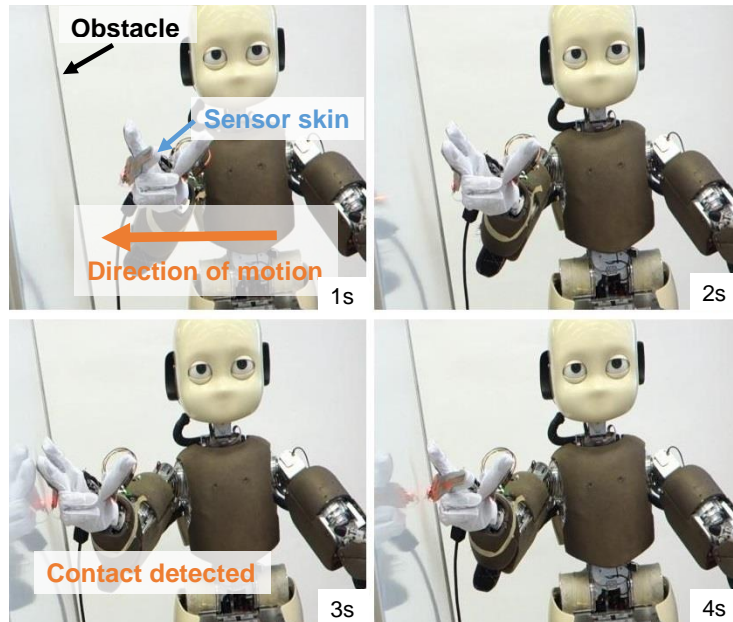 Obstacle
Sensor skin
Direction of motion
1s
2s
Contact detected
3s
4s